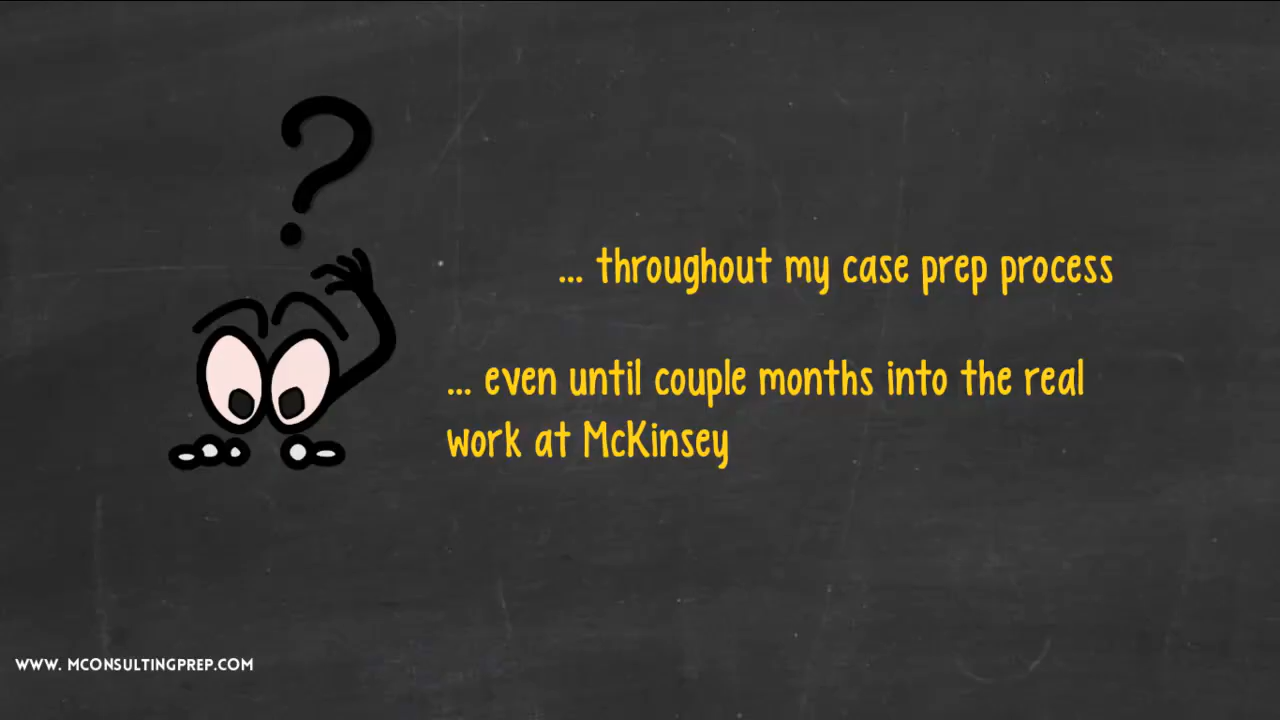 ?
... throughout my case prep process
... even until couple months into the real
work at McKinsey
WWW. MCONSULTINGPREP.COM